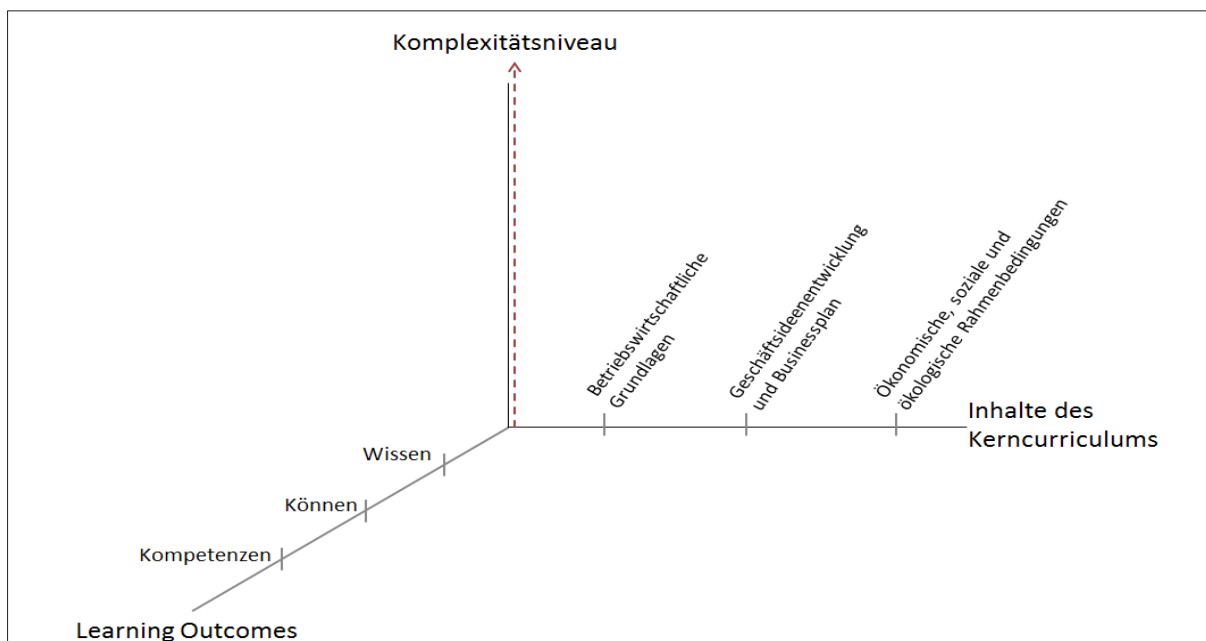 Komplexitätsniveau
Betriebswirtschaftliche
Grundlagen
Geschäftsideenentwicklung
und Businessplan
Ökonomische, soziale und
ökologische Rahmenbedingungen
Inhalte des
Kerncurriculums
Wissen
Können
Kompetenzen
Learning Outcomes